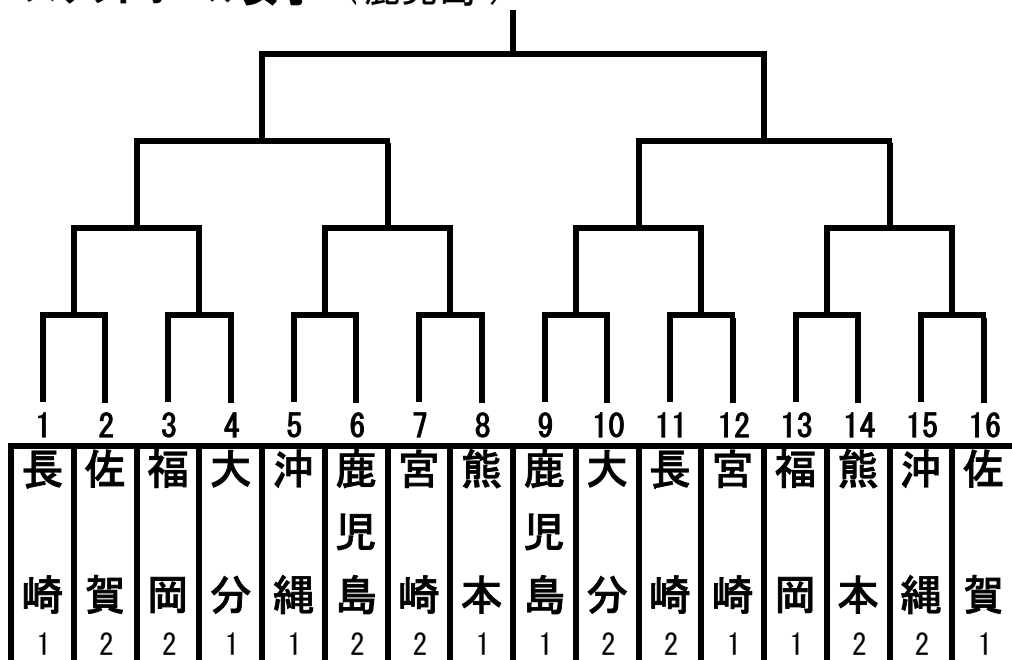 (鹿児島)
1 2 3 4 5 6 7 8 9 10 11 12 13 14 15 16
長崎 佐賀 福岡 大分 沖縄 鹿児島 宮崎 熊本 鹿児島 大分 長崎 宮崎 福岡 熊本 沖縄 佐賀
1 2 2 1 1 2 2 1 1 2 2 1 1 2 2 1